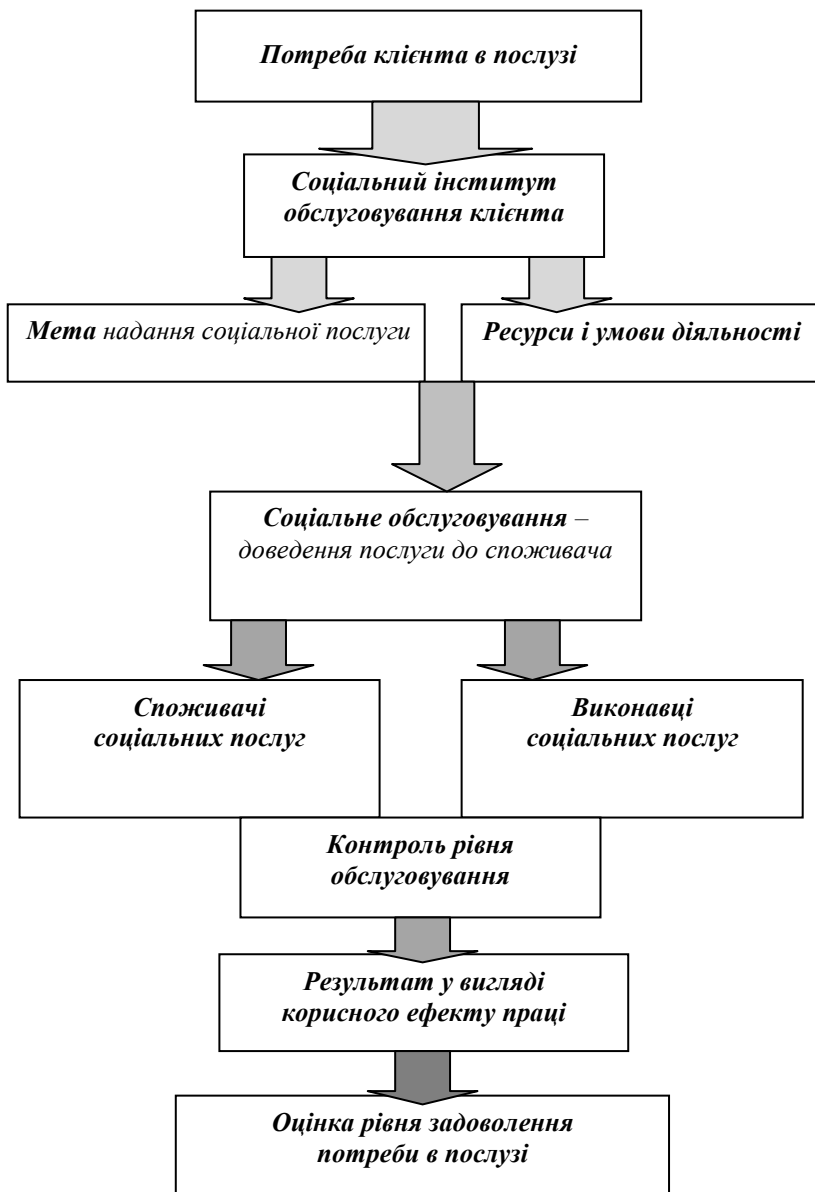 Потреба клієнта в послузі
Соціальний інститут
обслуговування клієнта
Мета надання соціальної послуги
Ресурси і умови діяльності
Соціальне обслуговування –
доведення послуги до споживача
Споживачі
соціальних послуг
Виконавці
соціальних послуг
Контроль рівня
обслуговування
Результат у вигляді
корисного ефекту праці
Оцінка рівня задоволення
потреби в послузі